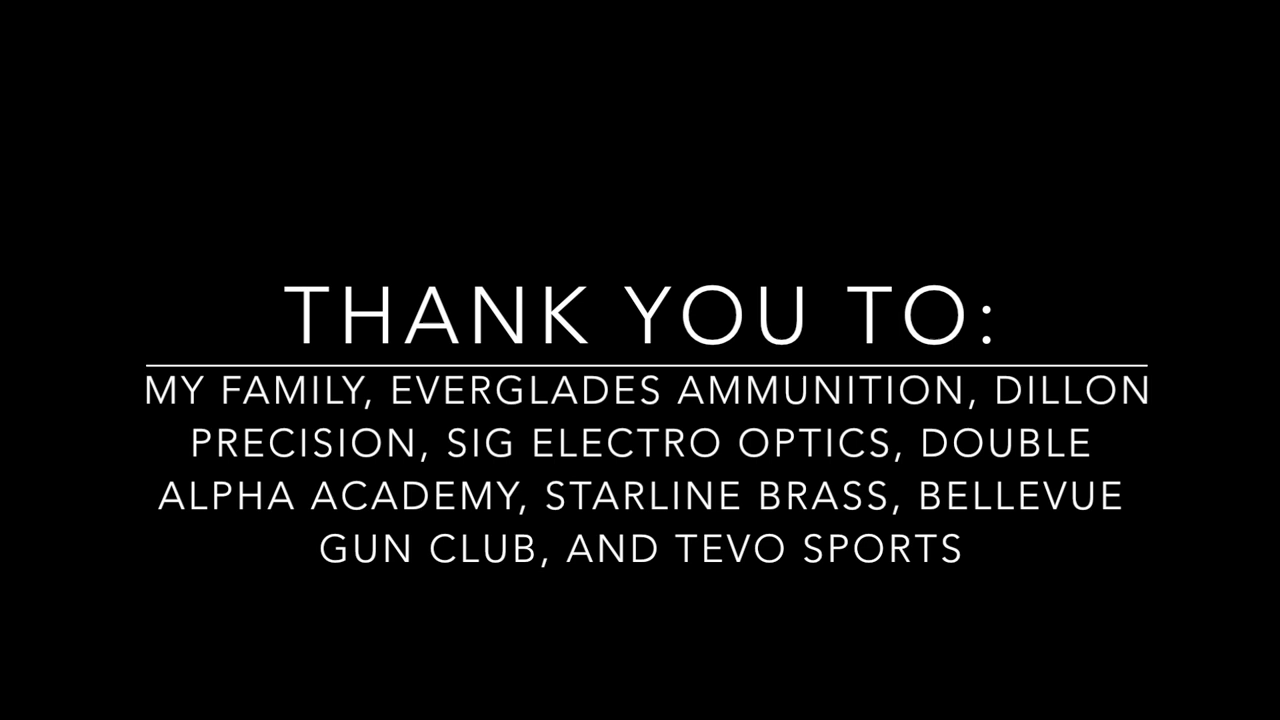 THANK YOU TO:
MY FAMILY, EVERGLADES AMMUNITION, DILLON
PRECISION, SIG ELECTRO OPTICS, DOUBLE
ALPHA ACADEMY, STARLINE BRASS, BELLEVUE
GUN CLUB, AND TEVO SPORTS